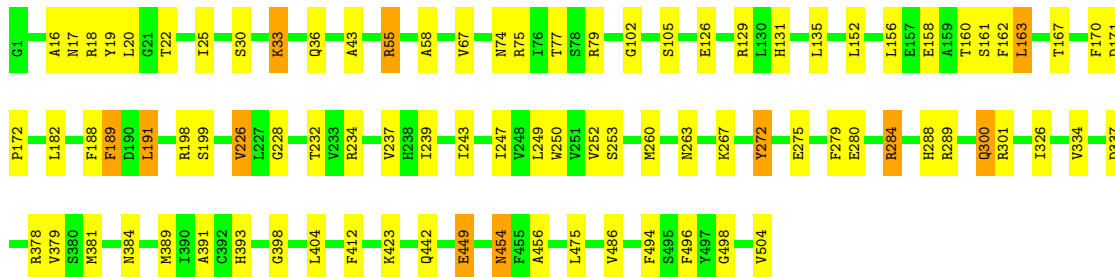 G1 A16 N17 R18 Y19 L20 G21 T22 I25 S30 K33 Q36 A43 R55 A58 V67 N74 R75 I76 T77 S78 R79 G102 S105 E126 R129 L130 H131 L135 L152 L156 E157 E158 A159 T160 S161 F162 L163 T167 F170
P172 L182 F188 F189 D190 L191 R198 S199 V226 L227 G228 T232 V233 R234 V237 H238 I239 I243 I247 V248 L249 W250 V251 V252 S253 M260 N263 K267 Y272 E275 F279 E280 R284 H288 R289 Q300 R301 I326 V334
R378 V379 S380 M381 N384 M389 I390 A391 C392 H393 G398 L404 F412 K423 Q442 E449 N454 F455 A456 L475 V486 F494 S495 F496 Y497 G498 V504